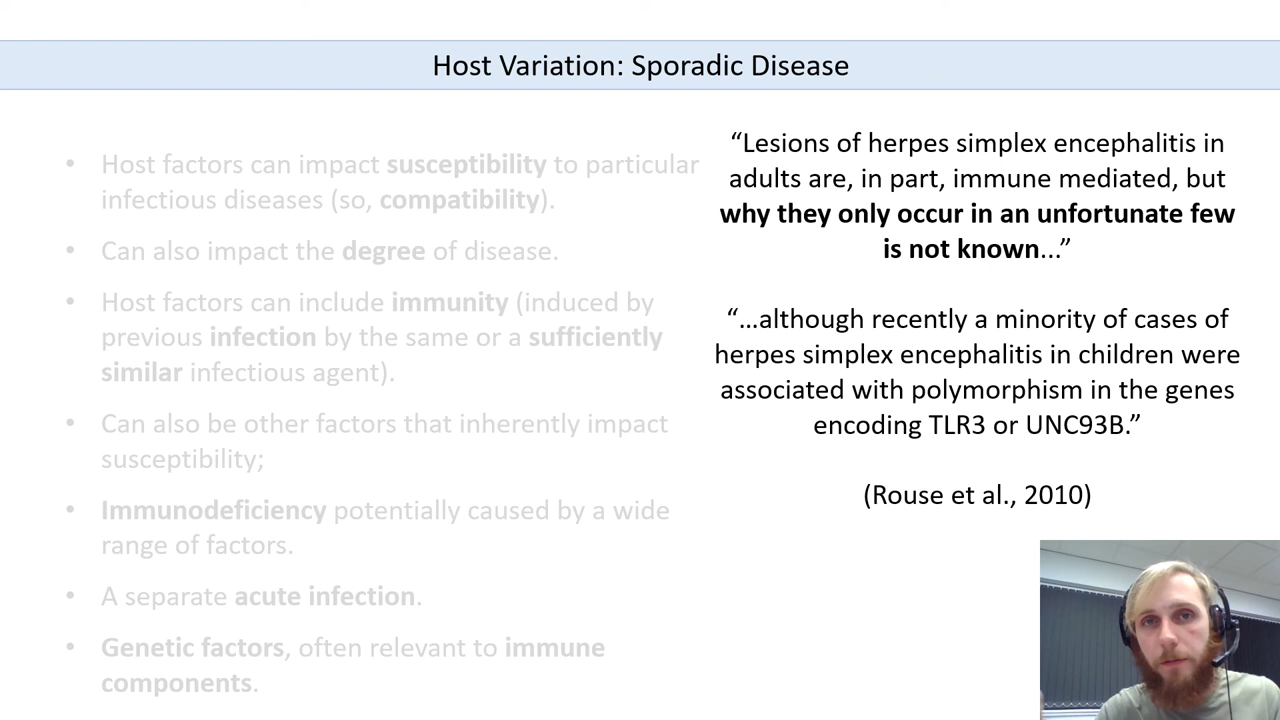 Host Variation: Sporadic Disease
• Host factors can impact susceptibility to particular
infectious diseases (so, compatibility).
• Can also impact the degree of disease.
• Host factors can include immunity (induced by
previous infection by the same or a sufficiently
similar infectious agent).
• Can also be other factors that inherently impact
susceptibility;
• Immunodeficiency potentially caused by a wide
range of factors.
• A separate acute infection.
• Genetic factors, often relevant to immune
components.
“Lesions of herpes simplex encephalitis in
adults are, in part, immune mediated, but
why they only occur in an unfortunate few
is not known...”
“…although recently a minority of cases of
herpes simplex encephalitis in children were
associated with polymorphism in the genes
encoding TLR3 or UNC93B.”
(Rouse et al., 2010)